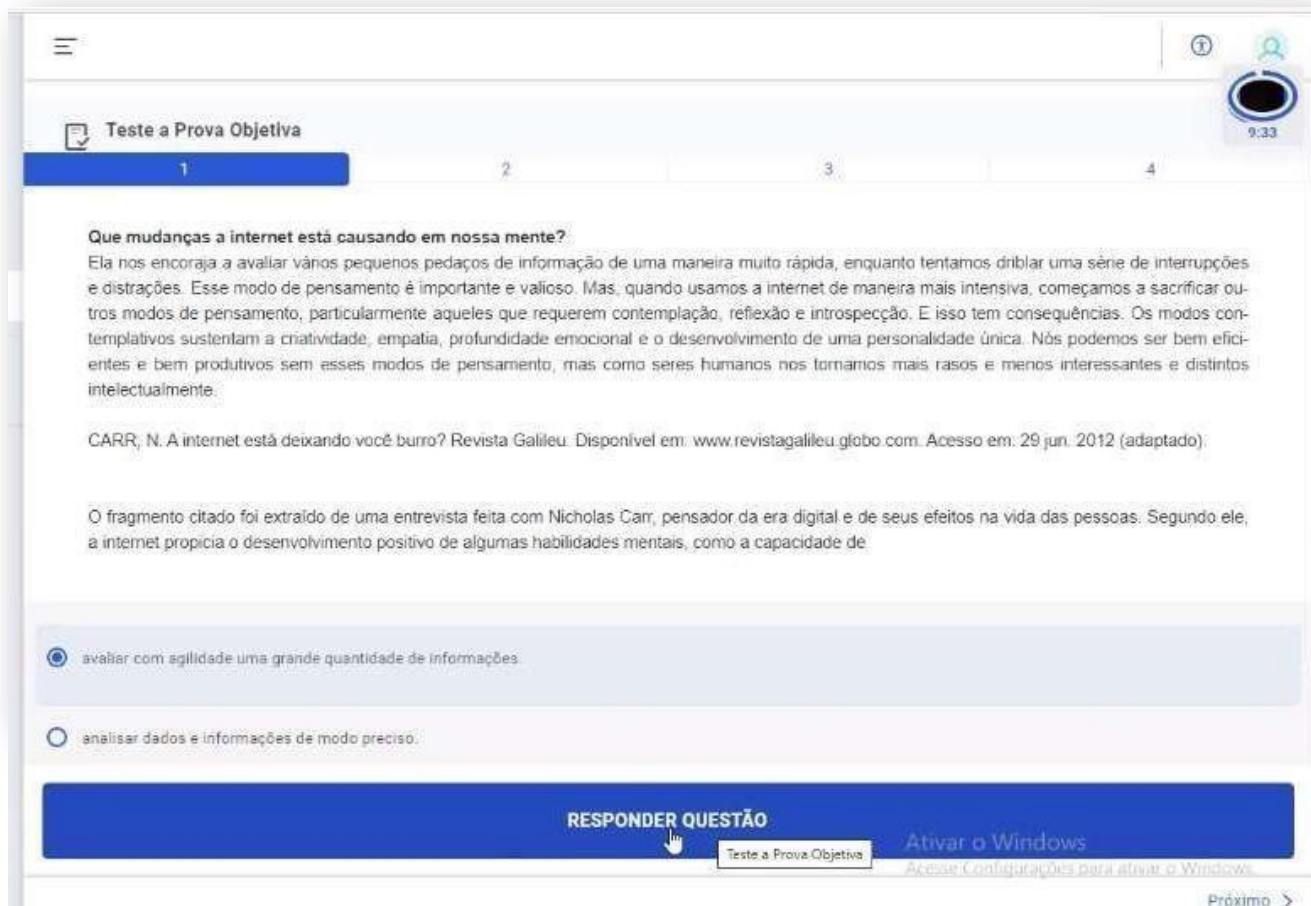 9:33
Teste a Prova Objetiva
1 2 3 4
Que mudanças a internet está causando em nossa mente?
Ela nos encoraja a avaliar vários pequenos pedaços de informação de uma maneira muito rápida, enquanto tentamos driblar uma série de interrupções
e distrações. Esse modo de pensamento é importante e valioso. Mas, quando usamos a internet de maneira mais intensiva, começamos a sacrificar ou-
tros modos de pensamento, particularmente aqueles que requerem contemplação, reflexão e introspecção. E isso tem consequências. Os modos con-
templativos sustentam a criatividade, empatia, profundidade emocional e o desenvolvimento de uma personalidade única. Nós podemos ser bem efici-
entes e bem produtivos sem esses modos de pensamento, mas como seres humanos nos tornamos mais rasos e menos interessantes e distintos
intelectualmente.
CARR, N. A internet está deixando você burro? Revista Galileu. Disponível em: www.revistagalileu.globo.com. Acesso em: 29 jun. 2012 (adaptado).
O fragmento citado foi extraído de uma entrevista feita com Nicholas Carr, pensador da era digital e de seus efeitos na vida das pessoas. Segundo ele,
a internet propicia o desenvolvimento positivo de algumas habilidades mentais, como a capacidade de
avaliar com agilidade uma grande quantidade de informações.
analisar dados e informações de modo preciso.
RESPONDER QUESTÃO
Teste a Prova Objetiva
Ativar o Windows
Acesse Configurações para ativar o Windows.
Próximo >